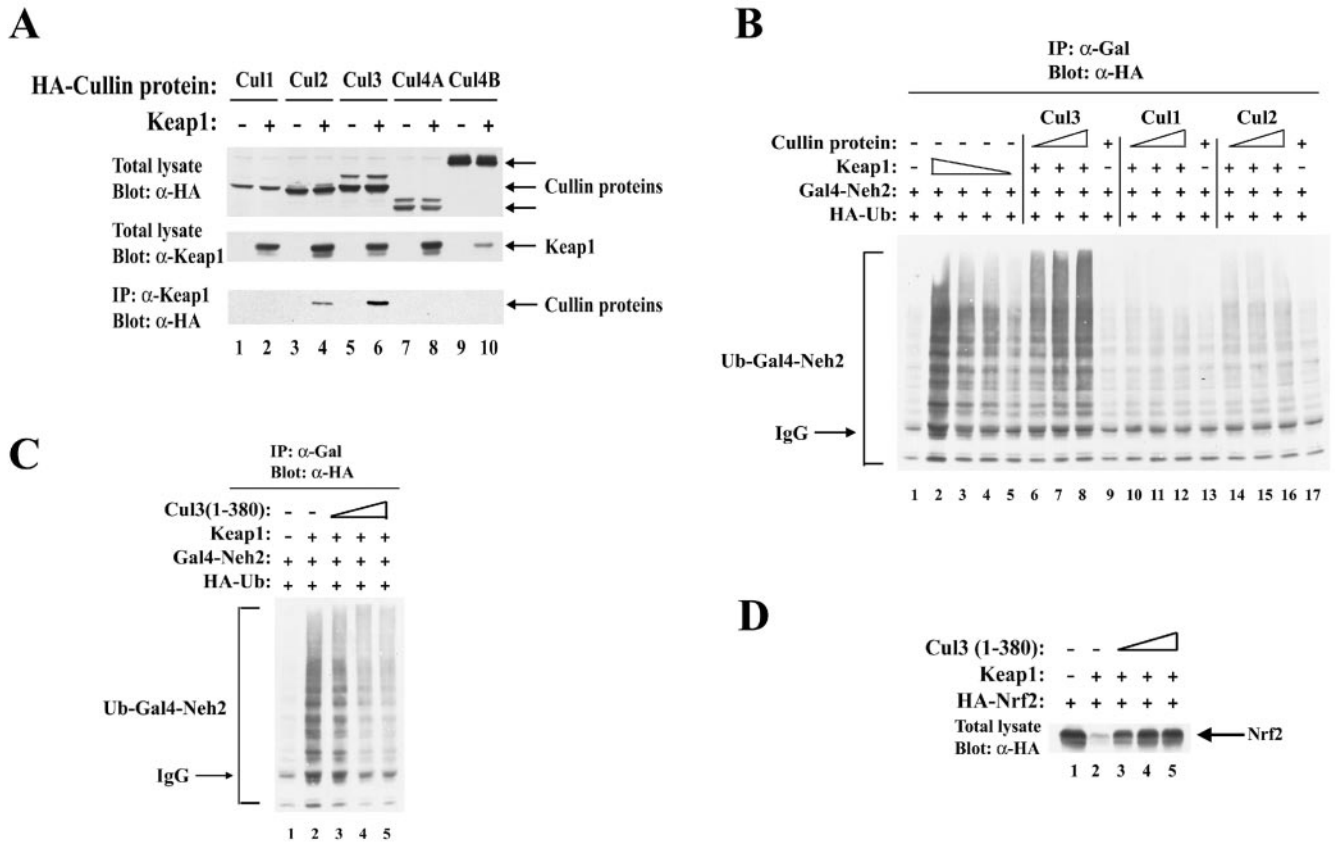 A
HA-Cullin protein: Cul1 Cul2 Cul3 Cul4A Cul4B
Keap1: - + - + - + - + - +
Total lysate
Blot: α-HA
Cullin proteins
Total lysate
Blot: α-Keap1
Keap1
IP: α-Keap1
Blot: α-HA
Cullin proteins
1 2 3 4 5 6 7 8 9 10
B
IP: α-Gal
Blot: α-HA
Cul3 Cul1 Cul2
Cullin protein: - - - - - + + +
Keap1: - + + + - + + + - + + + -
Gal4-Neh2: + + + + + + + + + + + + + + + + +
HA-Ub: + + + + + + + + + + + + + + + + +
Ub-Gal4-Neh2
IgG
1 2 3 4 5 6 7 8 9 10 11 12 13 14 15 16 17
C
IP: α-Gal
Blot: α-HA
Cul3(1-380): - -
Keap1: - + + + +
Gal4-Neh2: + + + + +
HA-Ub: + + + + +
Ub-Gal4-Neh2
IgG
1 2 3 4 5
D
Cul3 (1-380): - -
Keap1: - + + + +
HA-Nrf2: + + + + +
Total lysate
Blot: α-HA
Nrf2
1 2 3 4 5